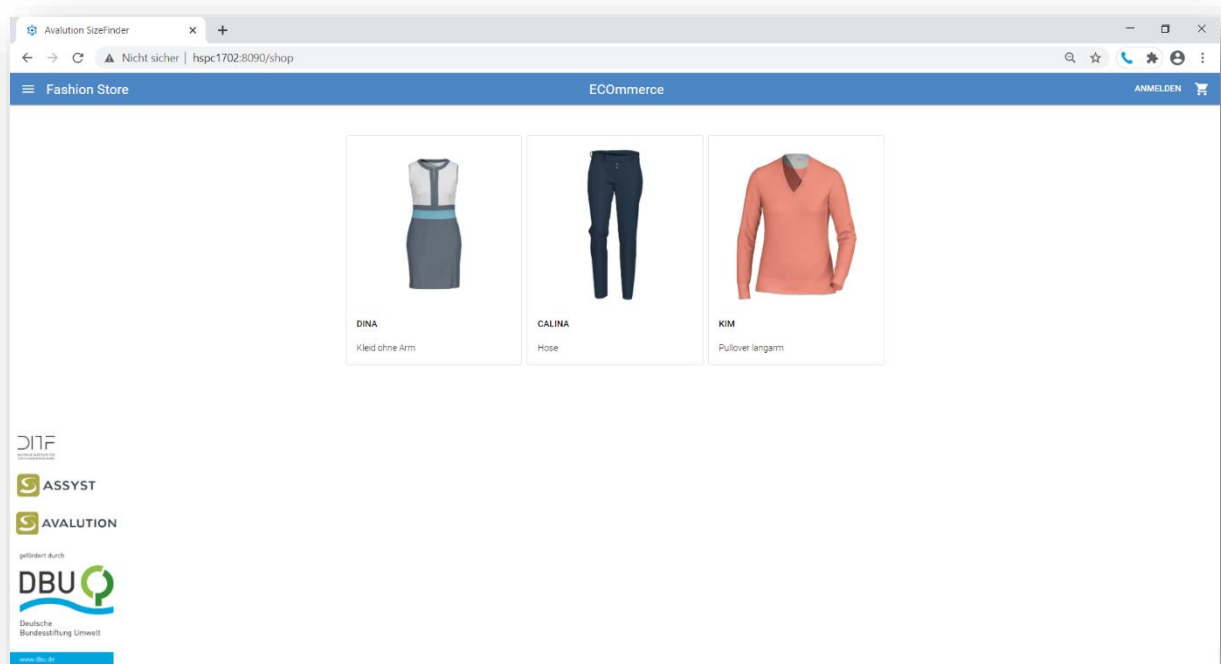 Avalution SizeFinder
Nicht sicher | hspc1702:8090/shop
Fashion Store
ECOmmerce
ANMELDEN
DINA
Kleid ohne Arm
CALINA
Hose
KIM
Pullover langarm
DITF
ASSYST
AVALUTION
gefördert durch
DBU
Deutsche
Bundesstiftung Umwelt
www.dbu.de